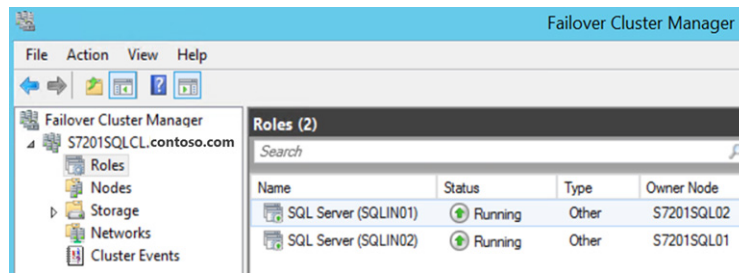 Failover Cluster Manager
File Action View Help
Failover Cluster Manager
S7201SQLCL.contoso.com
Roles
Nodes
Storage
Networks
Cluster Events
Roles (2)
Search
Name Status Type Owner Node
SQL Server (SQLIN01) Running Other S7201SQL02
SQL Server (SQLIN02) Running Other S7201SQL01